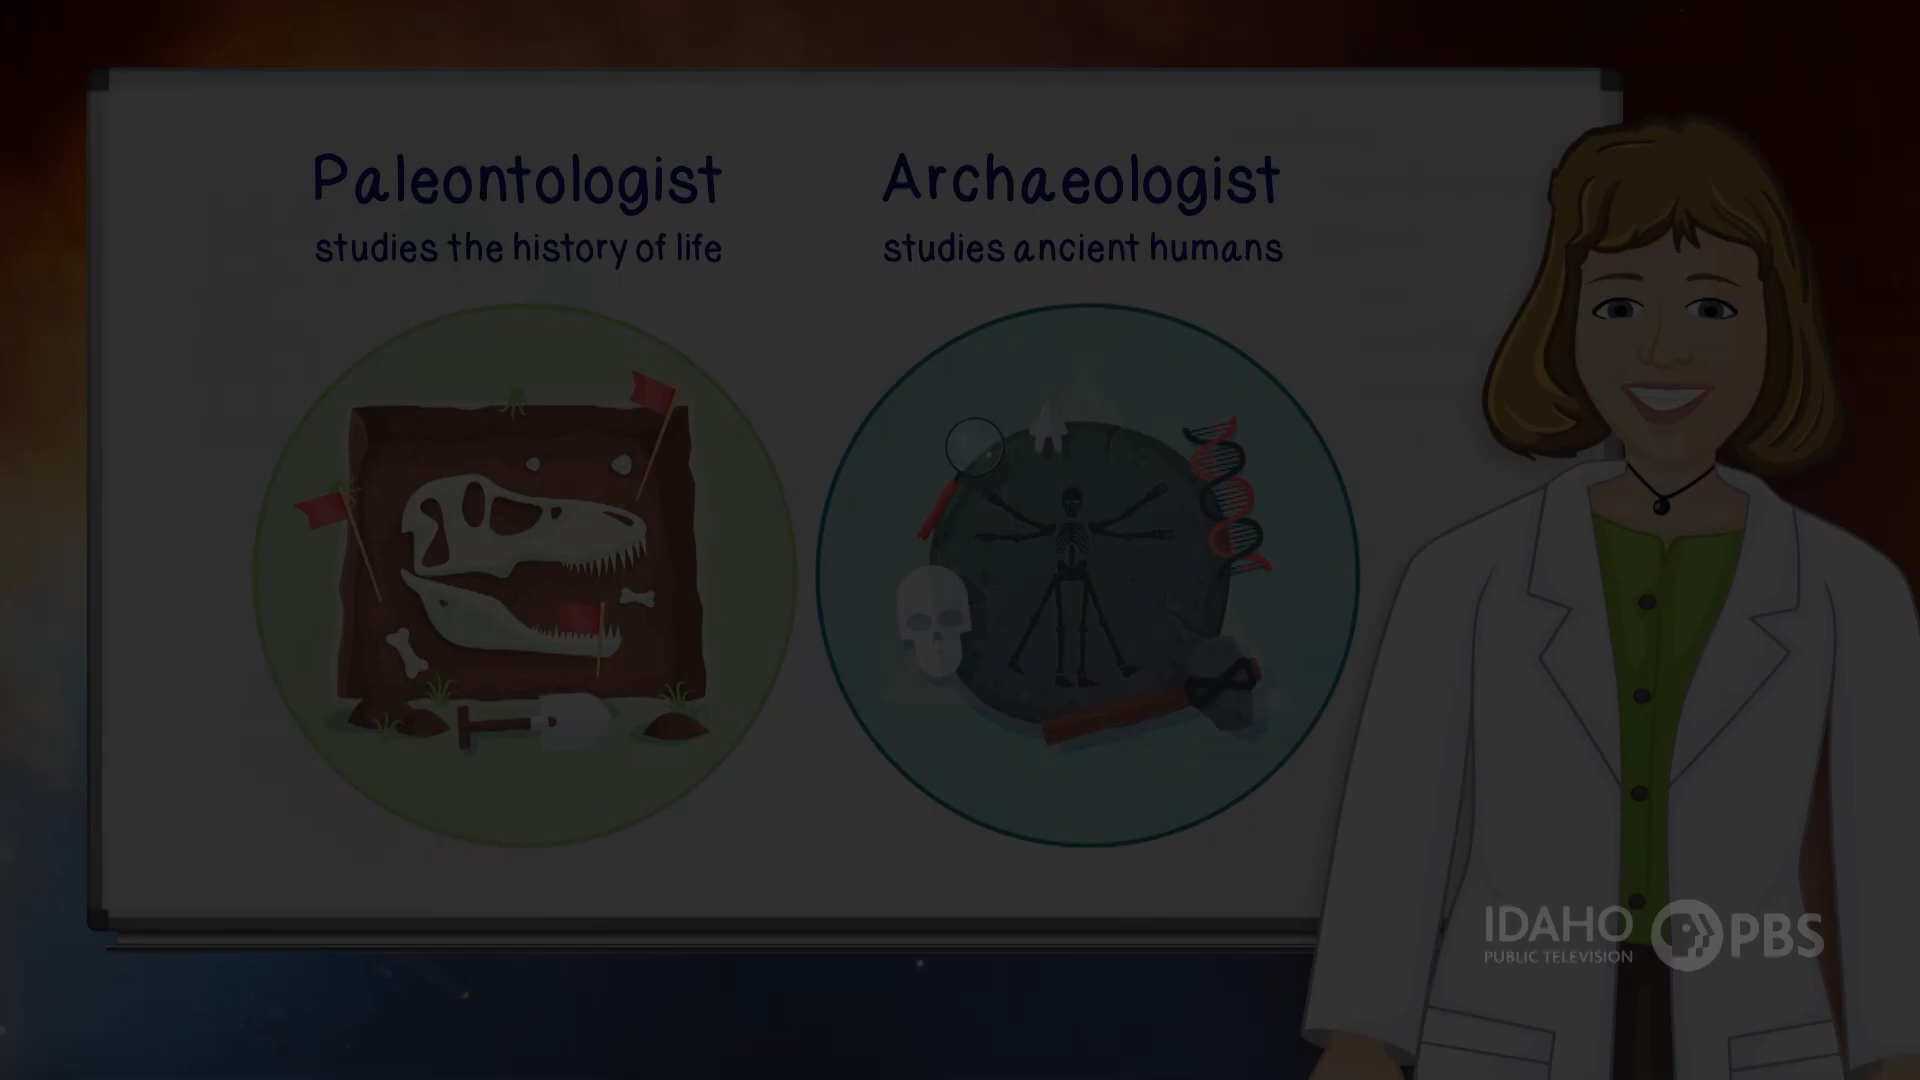 Paleontologist
studies the history of life
Archaeologist
studies ancient humans
IDAHO
PUBLIC TELEVISION
PBS